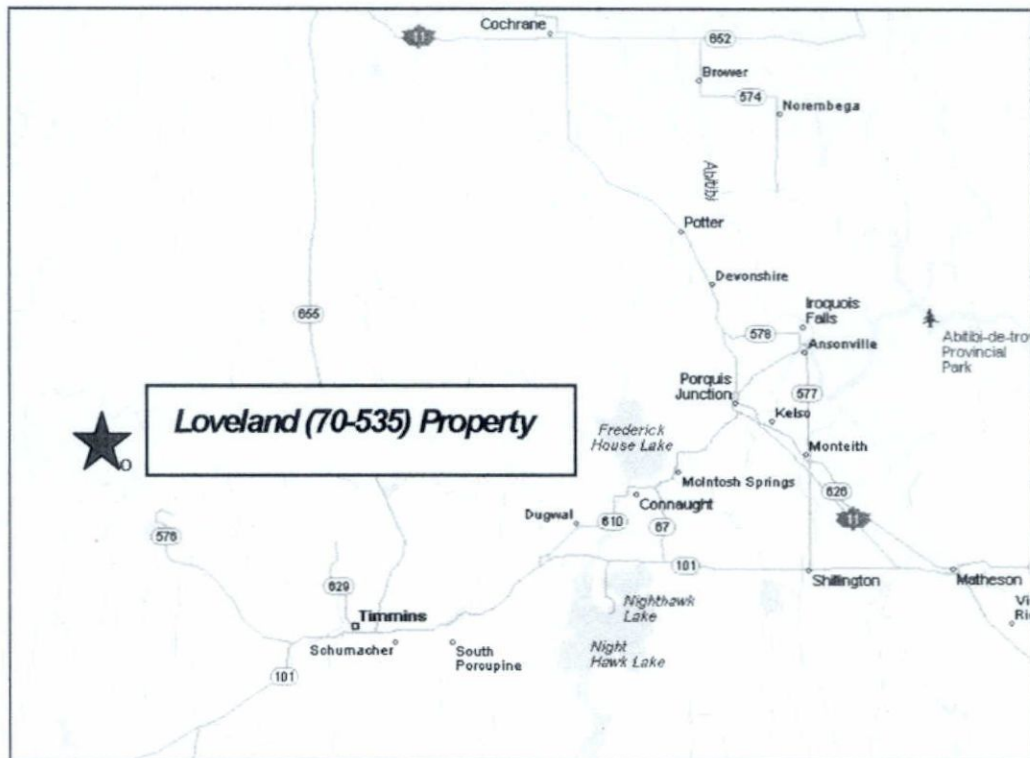 Cochrane
11
652
Brower
574
Norembega
Abitibi
Potter
Devonshire
655
Iroquois
Falls
578
Ansonville
Abitibi-de-tro
Provincial
Park
Porquis
Junction
577
Loveland (70-535) Property
Kelso
Frederick
House Lake
Monteith
O
McIntosh Springs
626
Connaught
11
Dugwal
610
67
576
101
Shillington
Matheson
629
Nighthawk
Lake
Vi
Ri
Timmins
Schumacher
South
Porcupine
Night
Hawk Lake
101